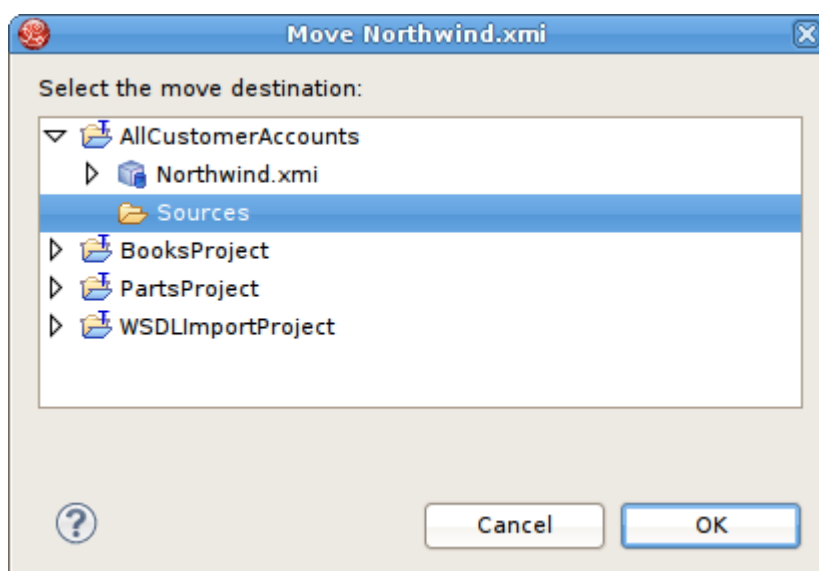 Move Northwind.xmi
Select the move destination:
AllCustomerAccounts
Northwind.xmi
Sources
BooksProject
PartsProject
WSDLImportProject
?
Cancel OK